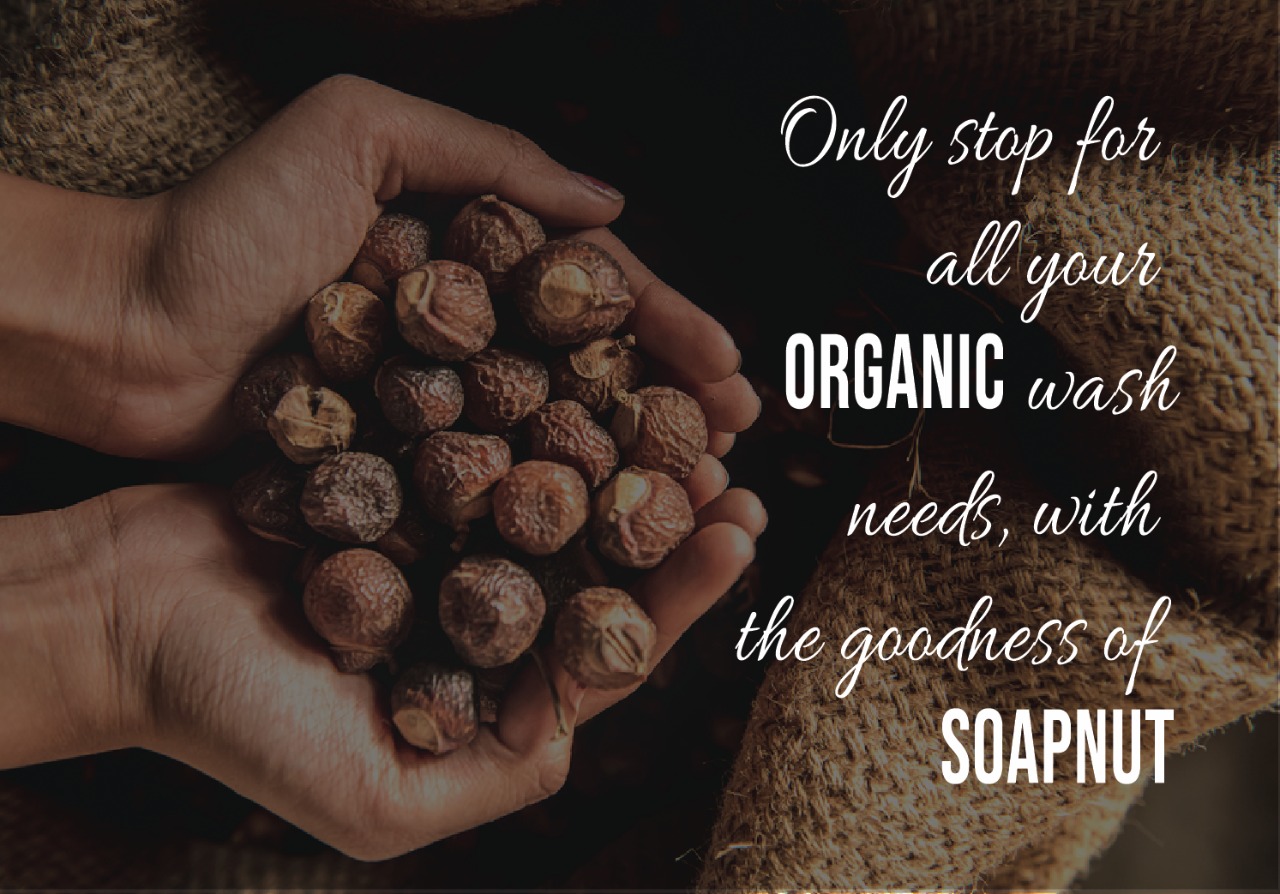 Only stop for
all your
ORGANIC wash
needs, with
the goodness of
SOAPNUT